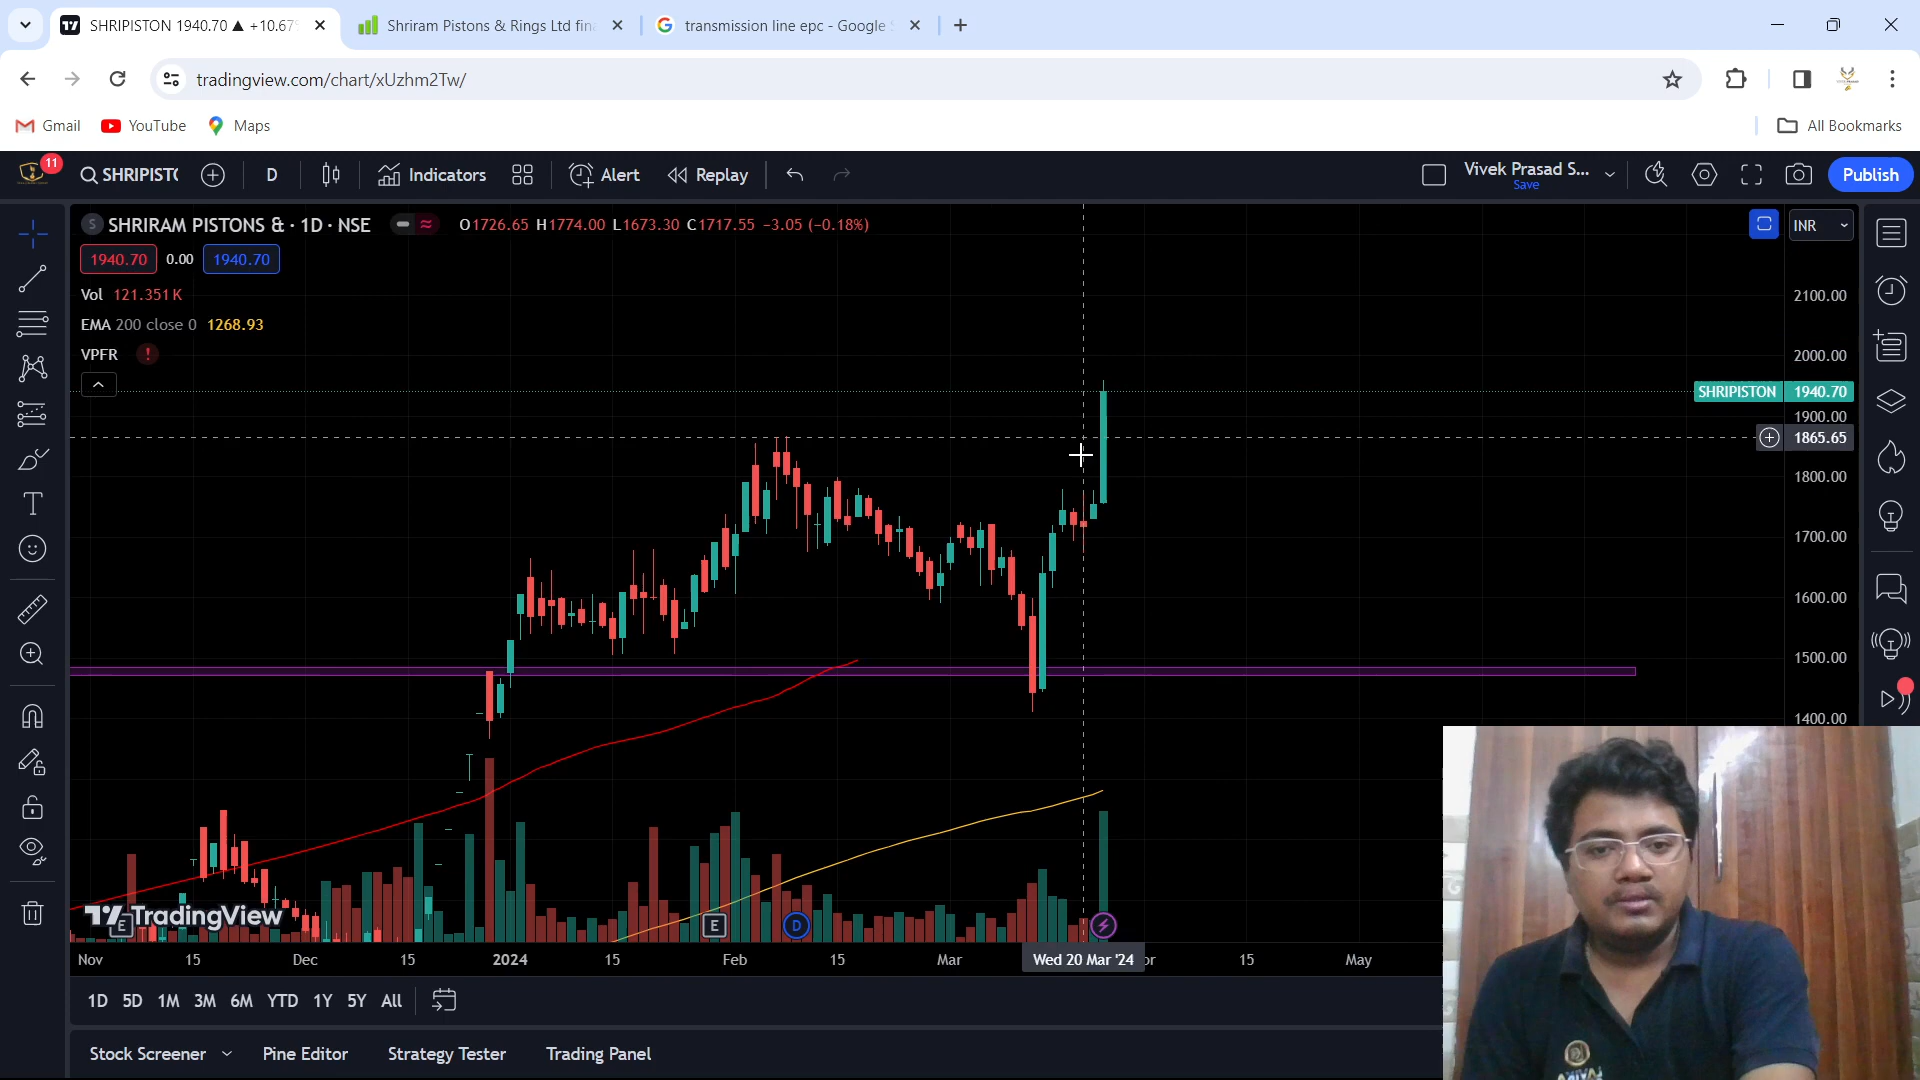 SHRIPISTON 1940.70 ▲ +10.67
Shriram Pistons & Rings Ltd fina
transmission line epc - Google S
tradingview.com/chart/xUzhm2Tw/
Gmail
YouTube
Maps
All Bookmarks
11
SHRIPISTO
D
Indicators
Alert
Replay
Vivek Prasad S...
Save
Publish
S SHRIRAM PISTONS & · 1D · NSE
O1726.65 H1774.00 L1673.30 C1717.55 −3.05 (−0.18%)
INR
1940.70 0.00 1940.70
Vol 121.351K
EMA 200 close 0 1268.93
VPFR !
2100.00
2000.00
SHRIPISTON 1940.70
1900.00
1865.65
1800.00
1700.00
1600.00
1500.00
1400.00
TradingView
E
E
D
Nov 15 Dec 15 2024 15 Feb 15 Mar Wed 20 Mar '24 pr 15 May
1D 5D 1M 3M 6M YTD 1Y 5Y All
Stock Screener Pine Editor Strategy Tester Trading Panel